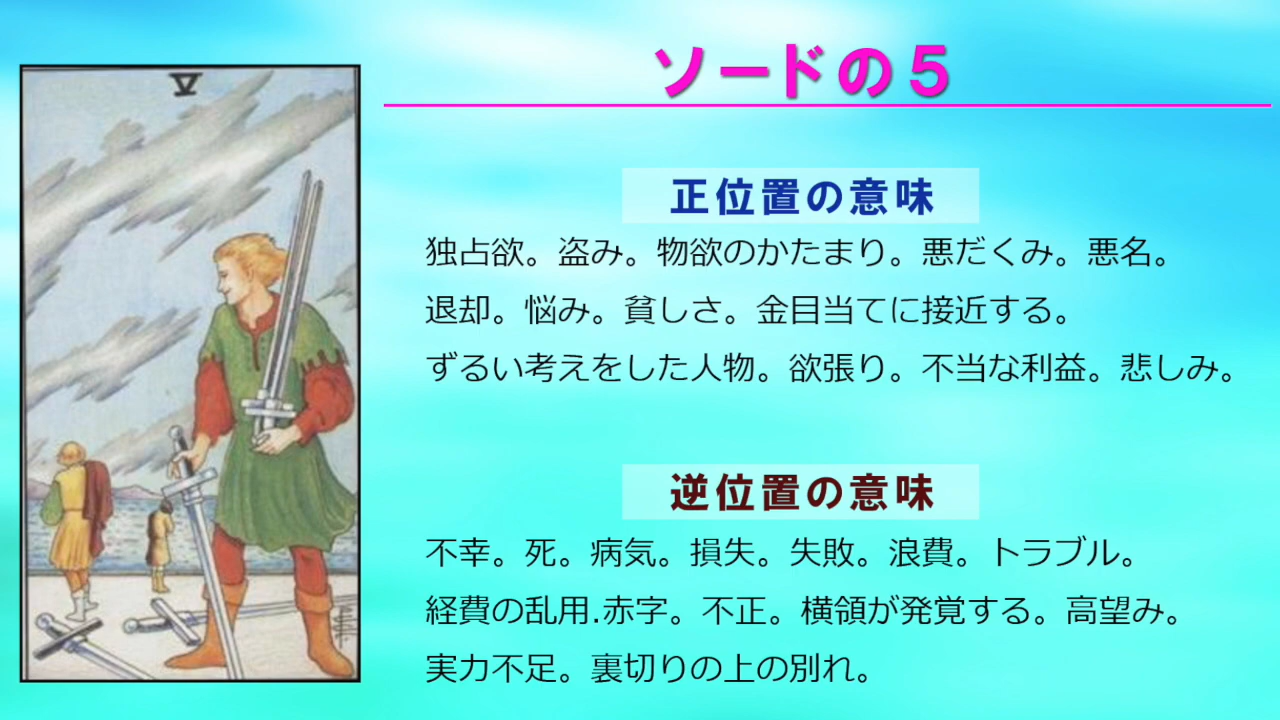 V
ソードの5
正位置の意味
独占欲。盗み。物欲のかたまり。悪だくみ。悪名。
退却。悩み。貧しさ。金目当てに接近する。
ずるい考えをした人物。欲張り。不当な利益。悲しみ。
逆位置の意味
不幸。死。病気。損失。失敗。浪費。トラブル。
経費の乱用.赤字。不正。横領が発覚する。高望み。
実力不足。裏切りの上の別れ。